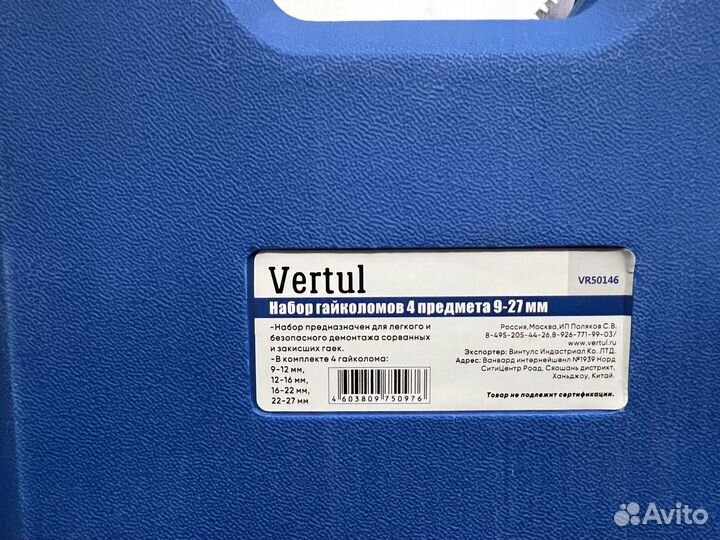 Vertul
VR50146
Набор гайколомов 4 предмета 9-27 мм
-Набор предназначен для легкого и
безопасного демонтажа сорванных
и закисших гаек.
-В комплекте 4 гайколома:
9-12 мм,
12-16 мм,
16-22 мм,
22-27 мм
4 603809 750976
Россия,Москва,ИП Поляков С.В.
8-495-205-44-26,8-926-771-99-03/
www.vertul.ru
Экспортер: Винтулс Индастриал Ко. ЛТД.
Адрес: Ванвард интернейшенл №1939 Норд
СитиЦентр Роад, Сяошань дистрикт,
Ханьджоу, Китай.
Товар не подлежит сертификации.
Avito